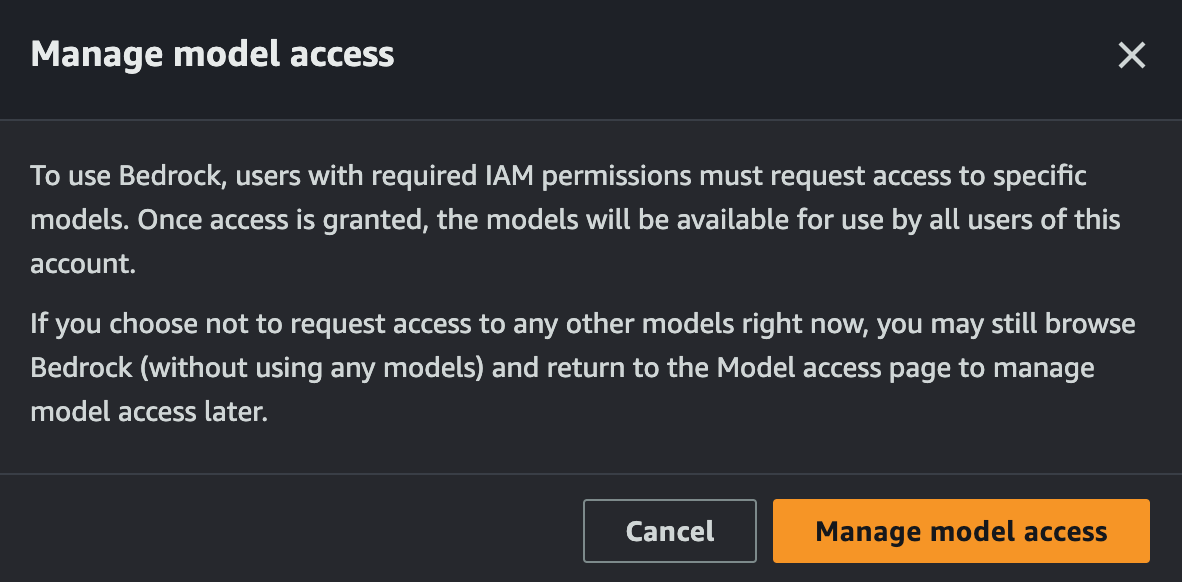 Manage model access
To use Bedrock, users with required IAM permissions must request access to specific
models. Once access is granted, the models will be available for use by all users of this
account.
If you choose not to request access to any other models right now, you may still browse
Bedrock (without using any models) and return to the Model access page to manage
model access later.
Cancel
Manage model access